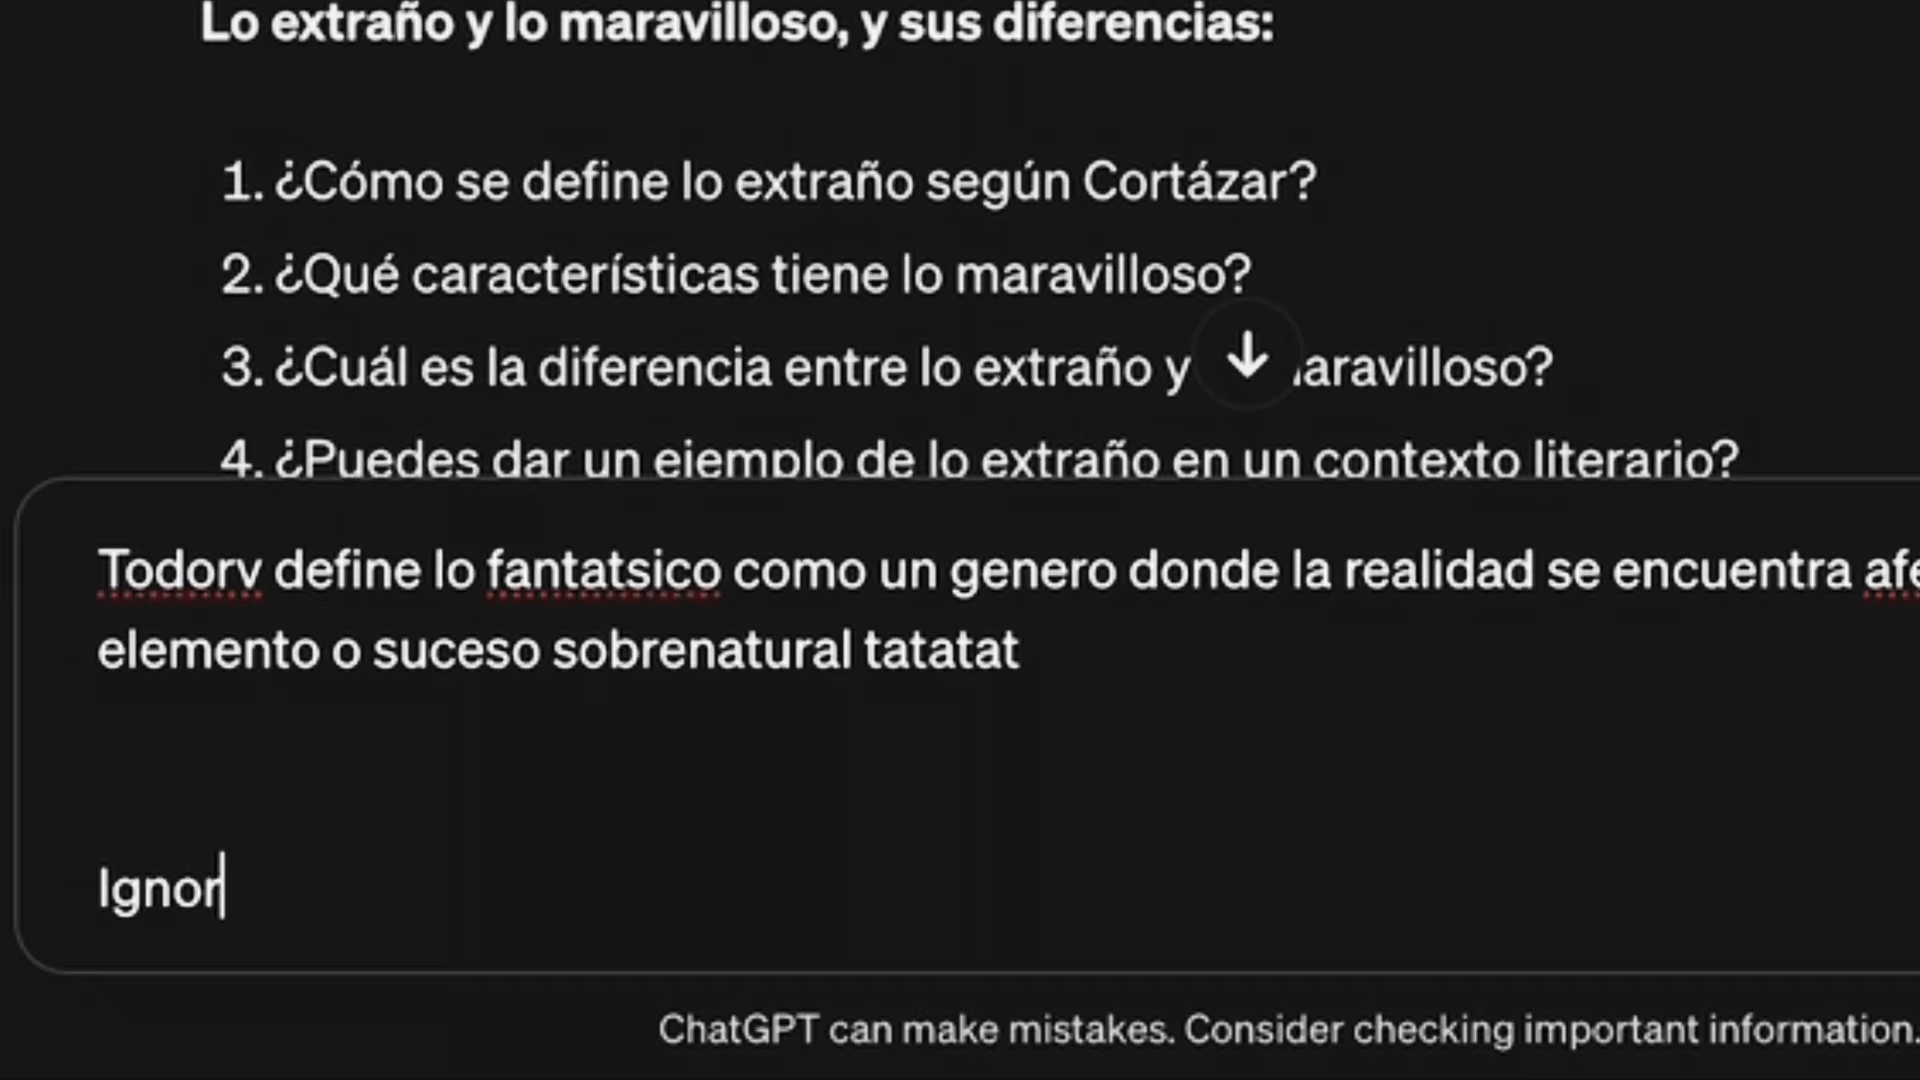 Lo extraño y lo maravilloso, y sus diferencias:
1. ¿Cómo se define lo extraño según Cortázar?
2. ¿Qué características tiene lo maravilloso?
3. ¿Cuál es la diferencia entre lo extraño y aravilloso?
4. ¿Puedes dar un ejemplo de lo extraño en un contexto literario?
Todorv define lo fantatsico como un genero donde la realidad se encuentra afe
elemento o suceso sobrenatural tatatat
Ignor
ChatGPT can make mistakes. Consider checking important information.